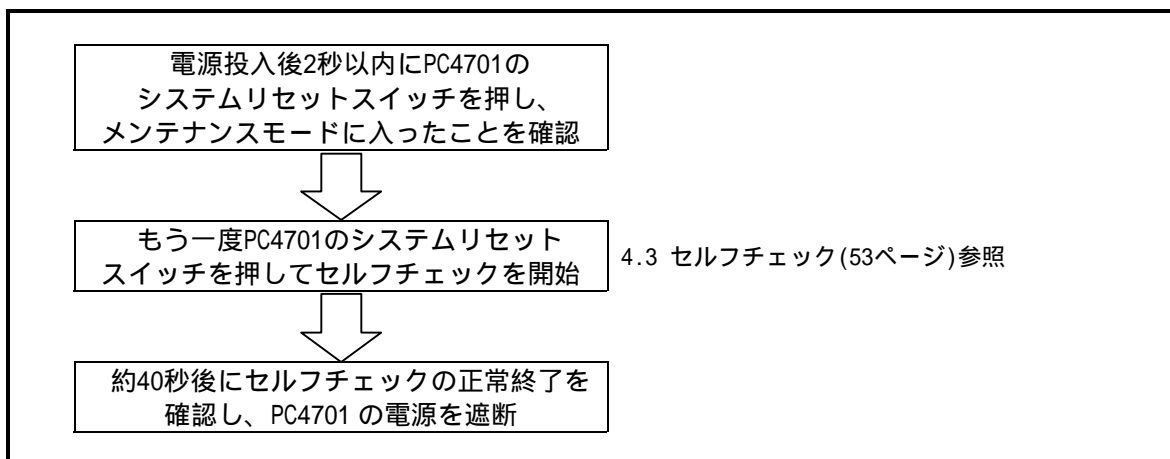 電源投入後2秒以内にPC4701の
システムリセットスイッチを押し、
メンテナンスモードに入ったことを確認
もう一度PC4701のシステムリセット
スイッチを押してセルフチェックを開始
4.3 セルフチェック(53ページ)参照
約40秒後にセルフチェックの正常終了を
確認し、PC4701 の電源を遮断